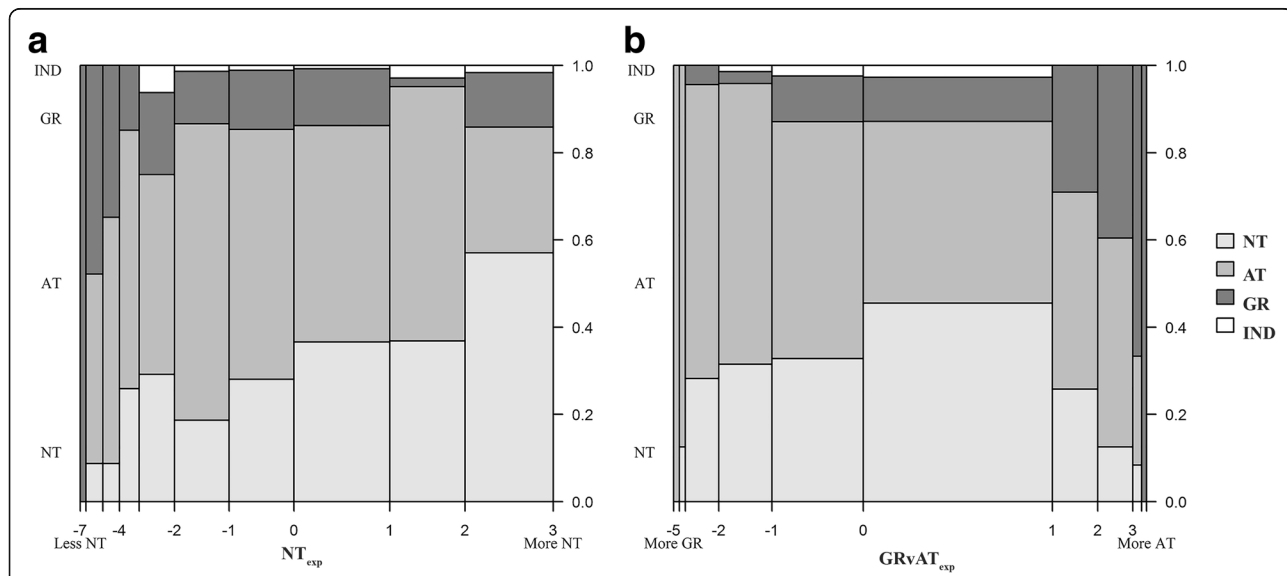 a
IND
GR
AT
NT
1.0
0.8
0.6
0.4
0.2
0.0
-7 -4 -2 -1 0 1 2 3
Less NT More NT
NTexp
b
IND
GR
AT
NT
1.0
0.8
0.6
0.4
0.2
0.0
-5 -2 -1 0 1 2 3
More GR More AT
GRvATexp
NT
AT
GR
IND